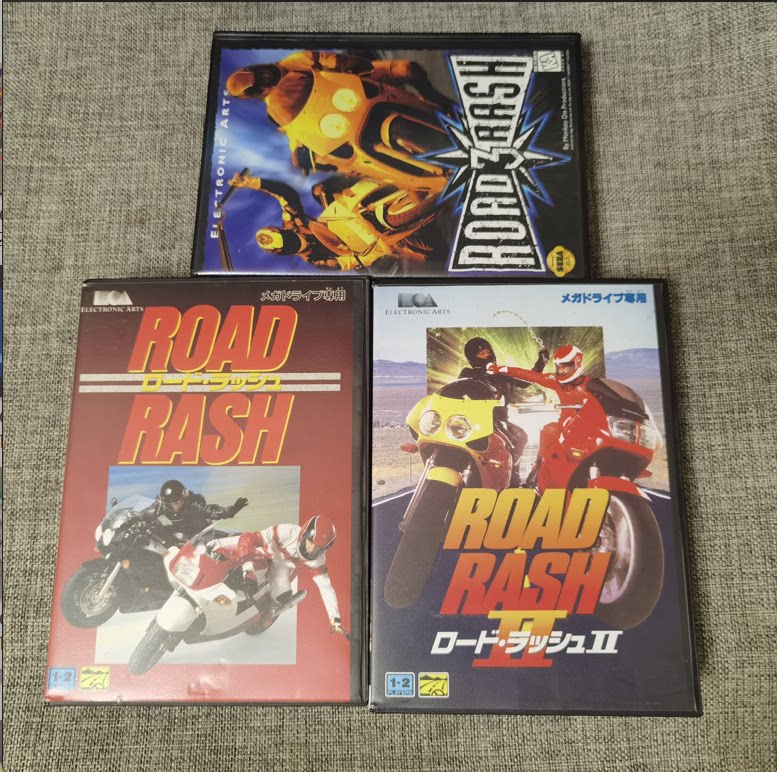 ELECTRONIC ARTS
ROAD
3
RASH
By Monkey Do Productions
SEGA
ELECTRONIC ARTS
メガドライブ専用
ROAD
ロード・ラッシュ
RASH
1-2
ELECTRONIC ARTS
メガドライブ専用
ROAD
RASH
II
ロード・ラッシュII
1-2
PLAYERS